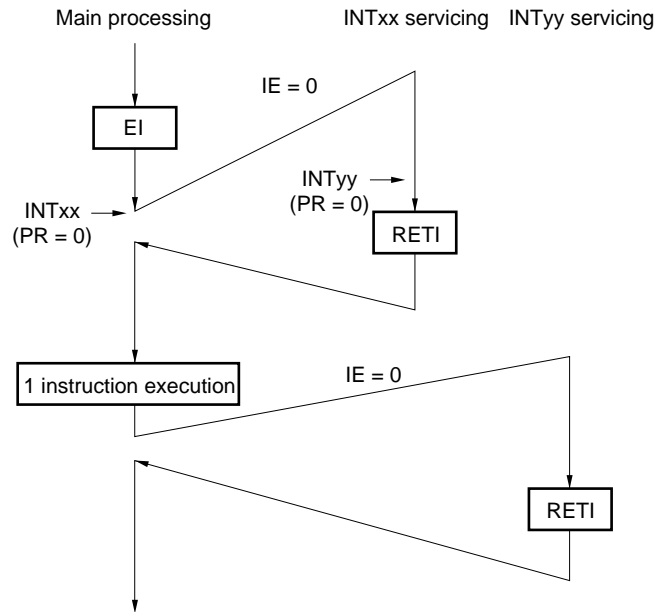 Main processing
INTxx servicing
INTyy servicing
IE = 0
EI
INTyy
(PR = 0)
INTxx
(PR = 0)
RETI
1 instruction execution
IE = 0
RETI